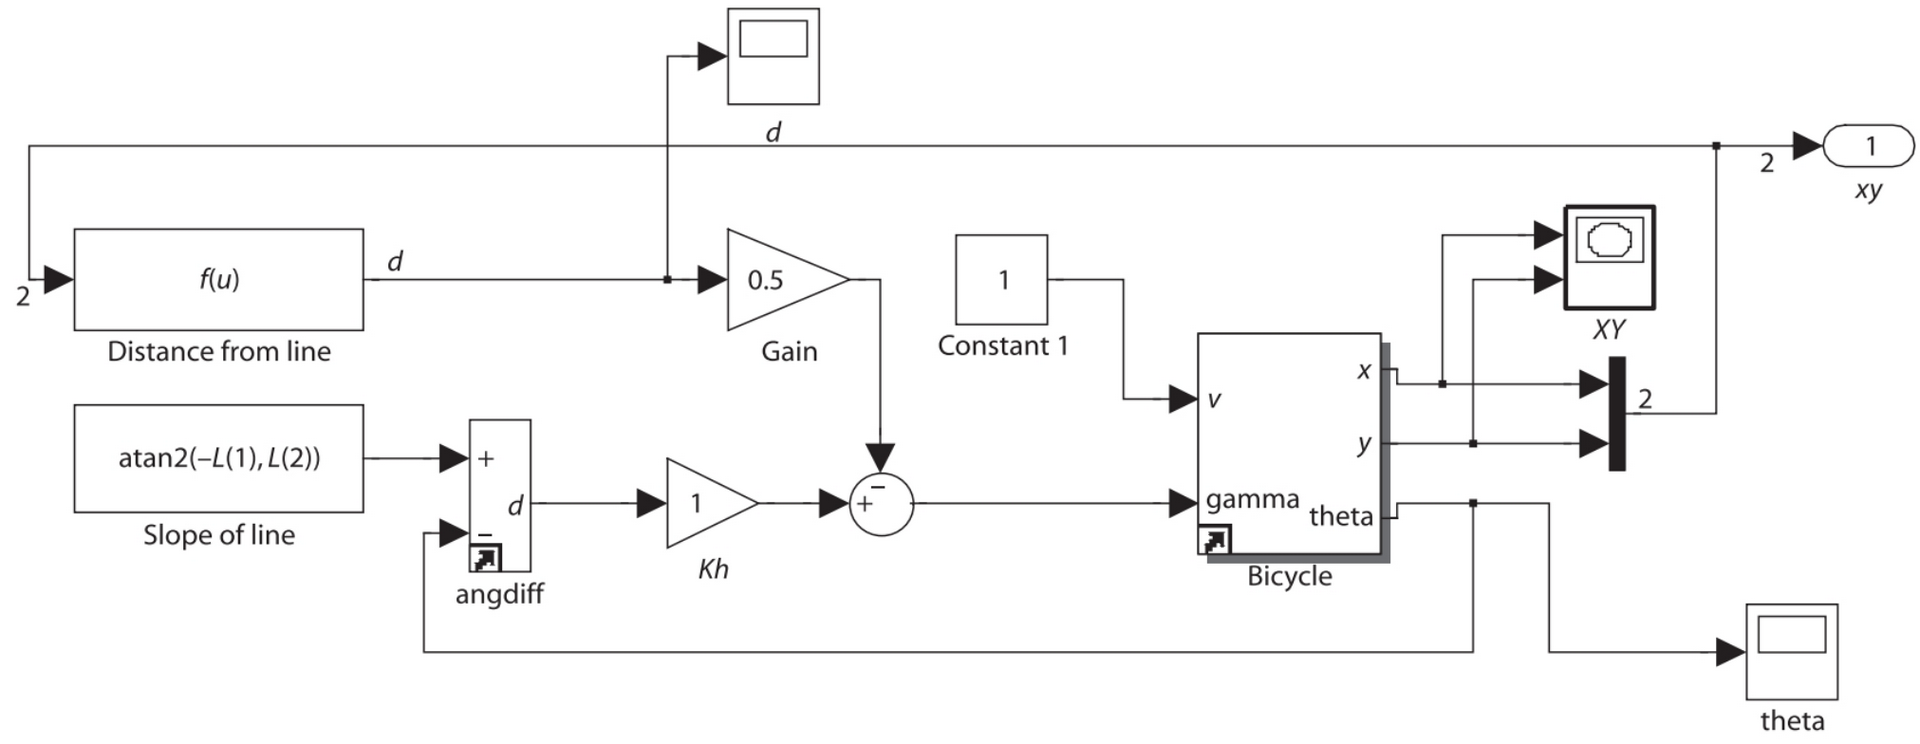 d
2
1
xy
2
f(u)
Distance from line
d
0.5
Gain
1
Constant 1
XY
atan2(–L(1), L(2))
Slope of line
+
–
d
angdiff
1
Kh
+
–
v
gamma
x
y
theta
Bicycle
2
theta